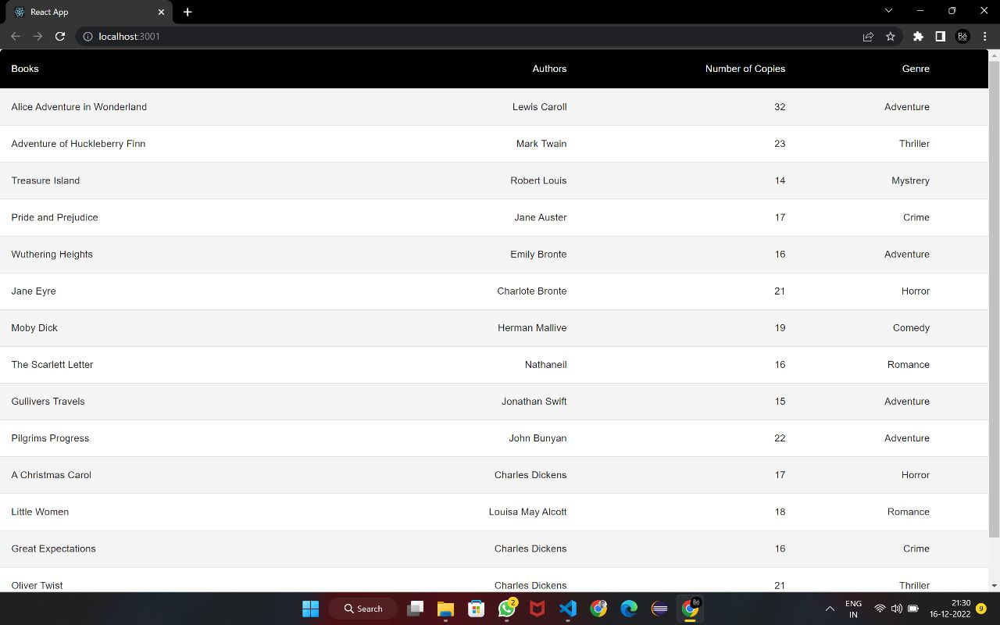 React App
localhost:3001
Books Authors Number of Copies Genre
Alice Adventure in Wonderland Lewis Caroll 32 Adventure
Adventure of Huckleberry Finn Mark Twain 23 Thriller
Treasure Island Robert Louis 14 Mystrery
Pride and Prejudice Jane Auster 17 Crime
Wuthering Heights Emily Bronte 16 Adventure
Jane Eyre Charlote Bronte 21 Horror
Moby Dick Herman Mallive 19 Comedy
The Scarlett Letter Nathaneil 16 Romance
Gullivers Travels Jonathan Swift 15 Adventure
Pilgrims Progress John Bunyan 22 Adventure
A Christmas Carol Charles Dickens 17 Horror
Little Women Louisa May Alcott 18 Romance
Great Expectations Charles Dickens 16 Crime
Oliver Twist Charles Dickens 21 Thriller
Search 2 ENG 21:30
IN 16-12-2022 9